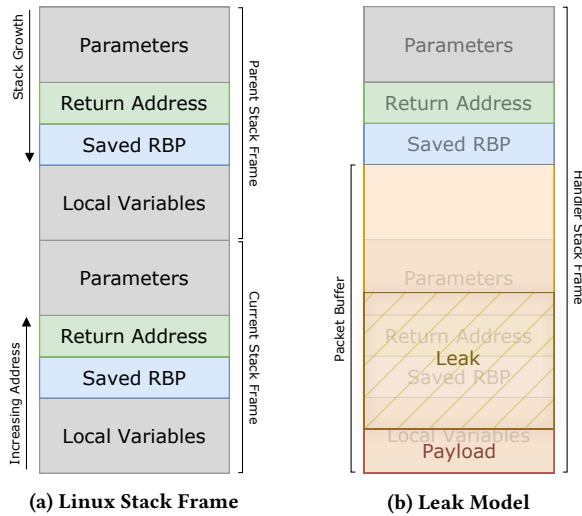 Stack Growth
Parameters
Return Address
Saved RBP
Local Variables
Parent Stack Frame
Parameters
Return Address
Saved RBP
Local Variables
Current Stack Frame
Increasing Address
(a) Linux Stack Frame
Parameters
Return Address
Saved RBP
Handler Stack Frame
Packet Buffer
Parameters
Return Address
Leak
Saved RBP
Local Variables
Payload
(b) Leak Model